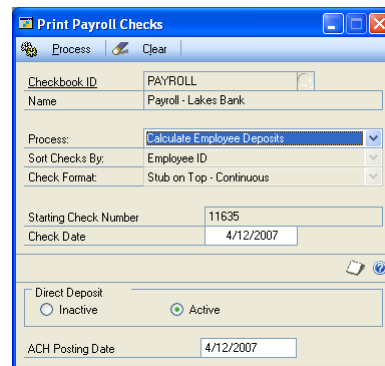 Print Payroll Checks
Process Clear
Checkbook ID PAYROLL
Name Payroll - Lakes Bank
Process: Calculate Employee Deposits
Sort Checks By: Employee ID
Check Format: Stub on Top - Continuous
Starting Check Number 11635
Check Date 4/12/2007
Direct Deposit
Inactive Active
ACH Posting Date 4/12/2007